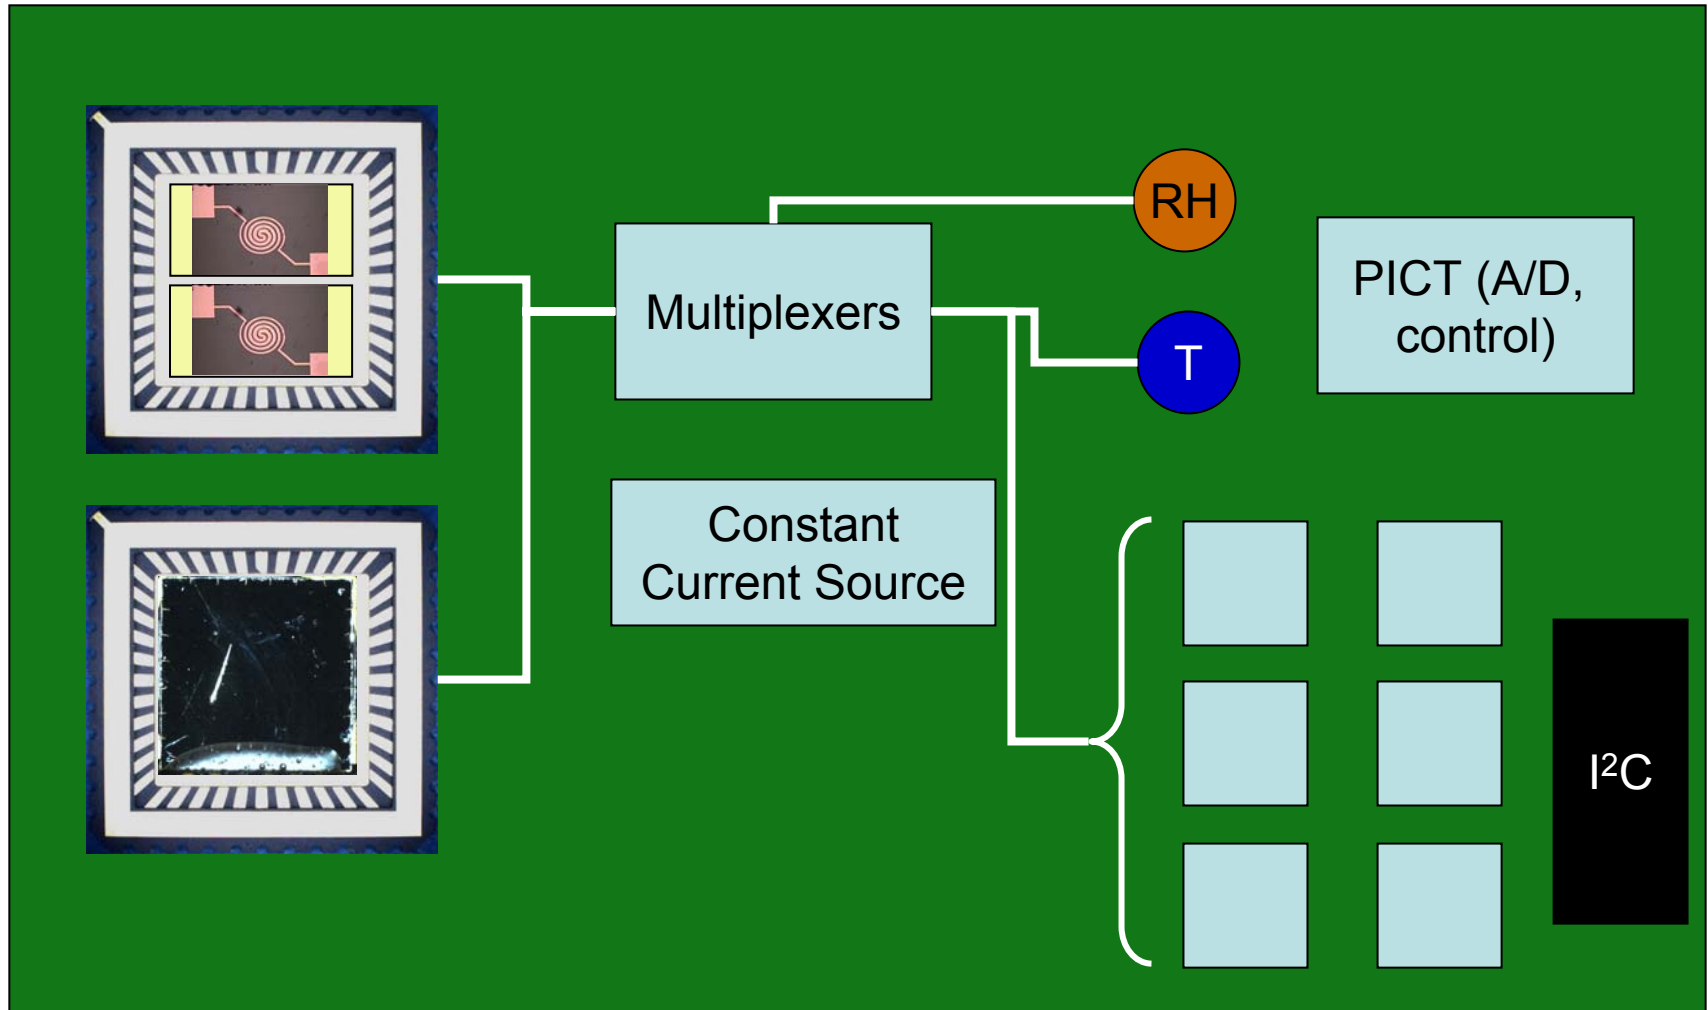 RH
PICT (A/D,
control)
Multiplexers
T
Constant
Current Source
I²C